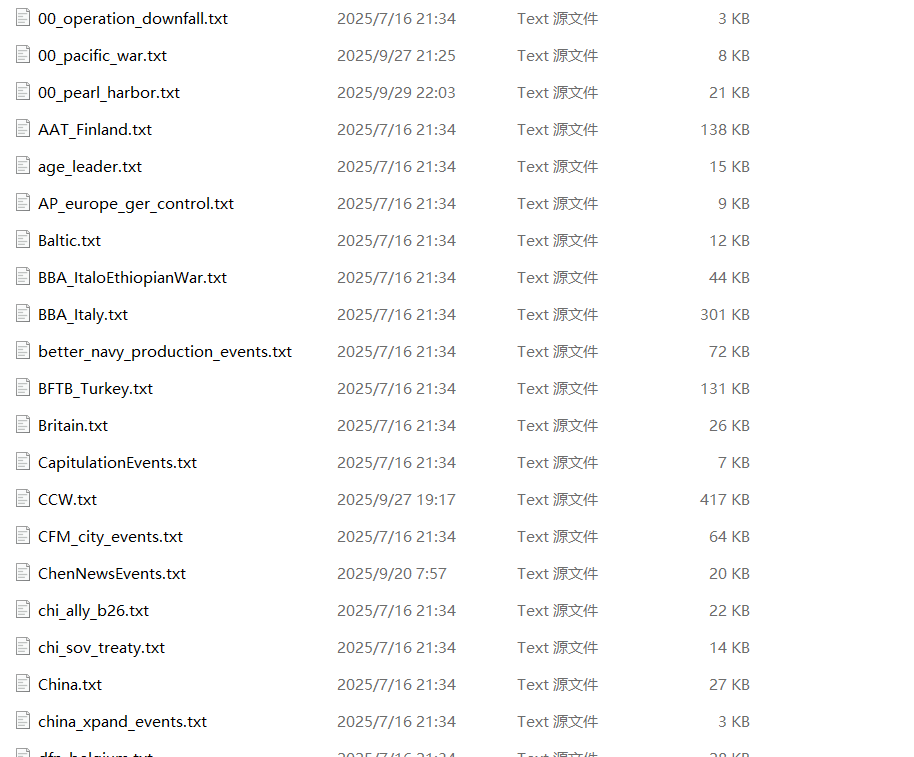 00_operation_downfall.txt 2025/7/16 21:34 Text 源文件 3 KB
00_pacific_war.txt 2025/9/27 21:25 Text 源文件 8 KB
00_pearl_harbor.txt 2025/9/29 22:03 Text 源文件 21 KB
AAT_Finland.txt 2025/7/16 21:34 Text 源文件 138 KB
age_leader.txt 2025/7/16 21:34 Text 源文件 15 KB
AP_europe_ger_control.txt 2025/7/16 21:34 Text 源文件 9 KB
Baltic.txt 2025/7/16 21:34 Text 源文件 12 KB
BBA_ItaloEthiopianWar.txt 2025/7/16 21:34 Text 源文件 44 KB
BBA_Italy.txt 2025/7/16 21:34 Text 源文件 301 KB
better_navy_production_events.txt 2025/7/16 21:34 Text 源文件 72 KB
BFTB_Turkey.txt 2025/7/16 21:34 Text 源文件 131 KB
Britain.txt 2025/7/16 21:34 Text 源文件 26 KB
CapitulationEvents.txt 2025/7/16 21:34 Text 源文件 7 KB
CCW.txt 2025/9/27 19:17 Text 源文件 417 KB
CFM_city_events.txt 2025/7/16 21:34 Text 源文件 64 KB
ChenNewsEvents.txt 2025/9/20 7:57 Text 源文件 20 KB
chi_ally_b26.txt 2025/7/16 21:34 Text 源文件 22 KB
chi_sov_treaty.txt 2025/7/16 21:34 Text 源文件 14 KB
China.txt 2025/7/16 21:34 Text 源文件 27 KB
china_xpand_events.txt 2025/7/16 21:34 Text 源文件 3 KB